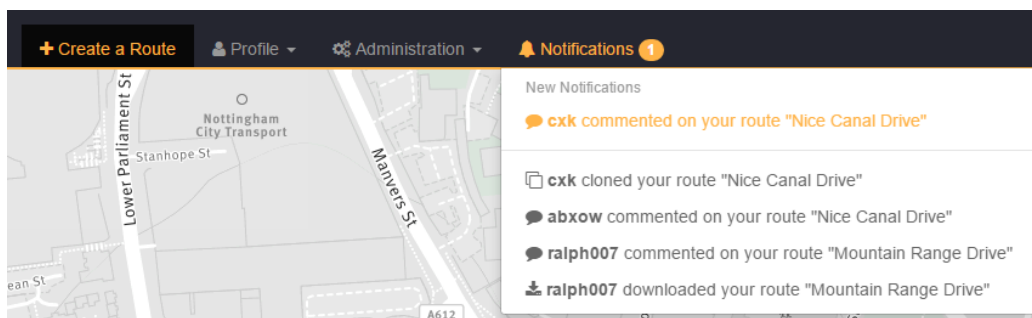 Create a Route Profile Administration Notifications 1
New Notifications
cxk commented on your route "Nice Canal Drive"
cxk cloned your route "Nice Canal Drive"
abxow commented on your route "Nice Canal Drive"
ralph007 commented on your route "Mountain Range Drive"
ralph007 downloaded your route "Mountain Range Drive"
Lower Parliament St
Nottingham
City Transport
Stanhope St
Manvers St
ean St
A612